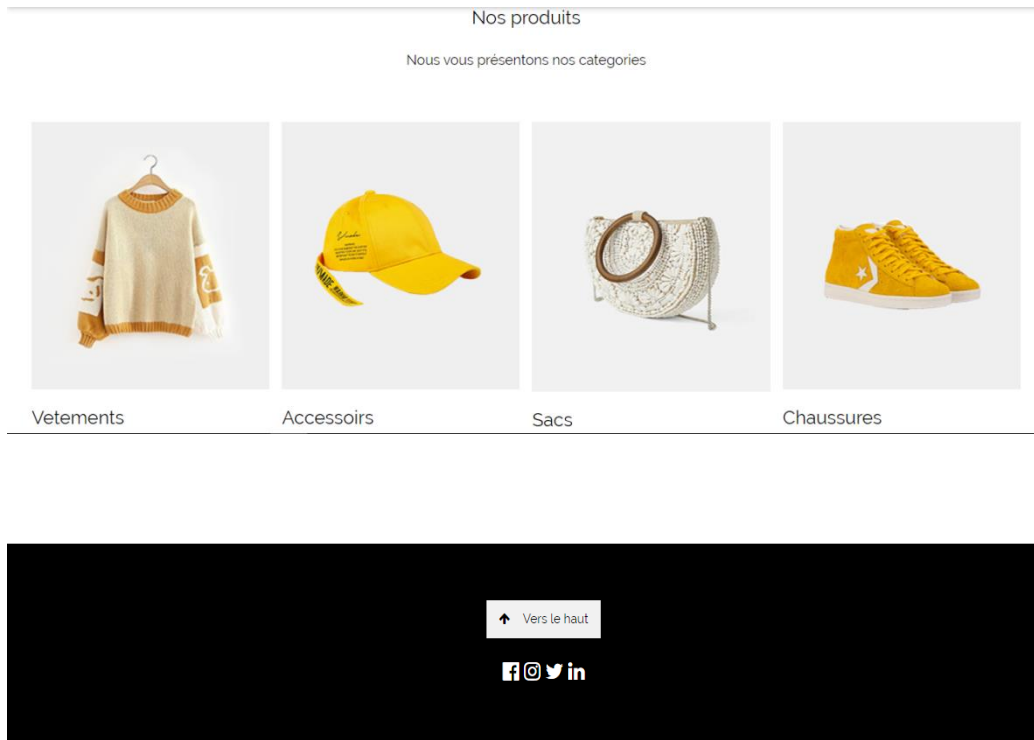 Nos produits
Nous vous présentons nos categories
Vetements
Accessoirs
Sacs
Chaussures
Vers le haut